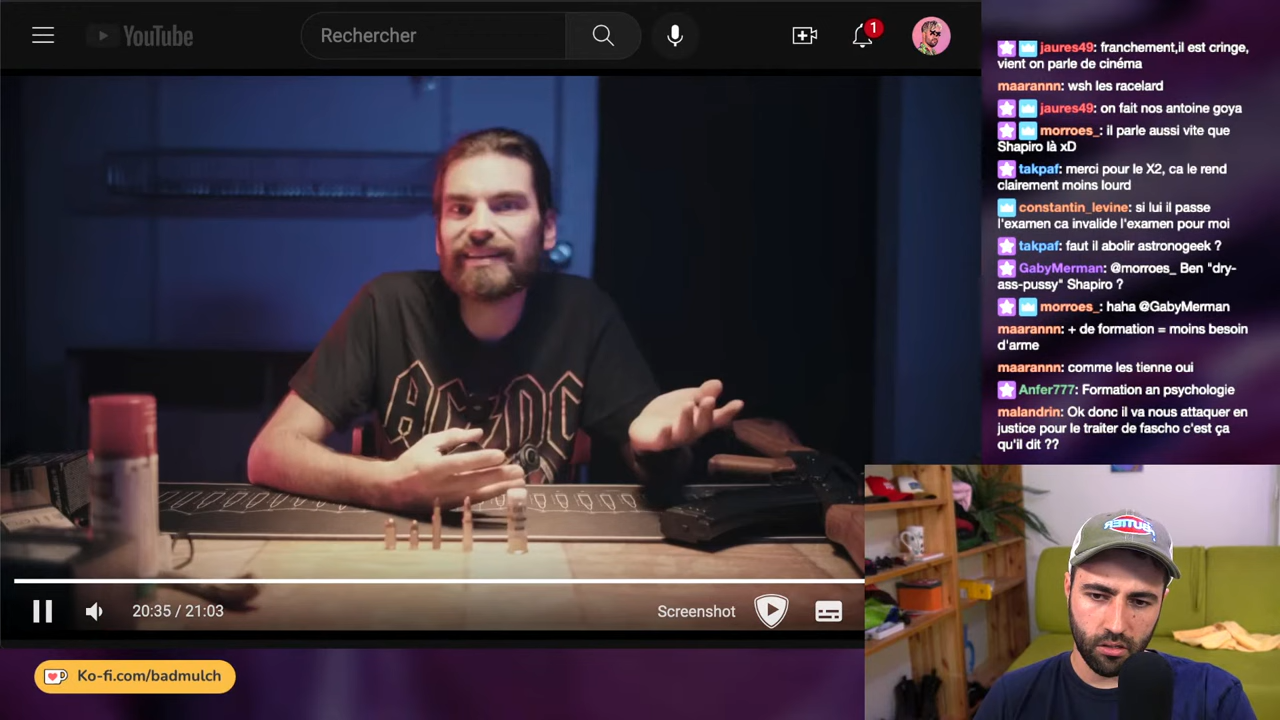 YouTube
Rechercher
1
AC DC
20:35 / 21:03
Screenshot
Ko-fi.com/badmulch
jaures49: franchement,il est cringe,
vient on parle de cinéma
maarannn: wsh les racelard
jaures49: on fait nos antoine goya
morroes_: il parle aussi vite que
Shapiro là xD
takpaf: merci pour le X2, ca le rend
clairement moins lourd
constantin_levine: si lui il passe
l'examen ca invalide l'examen pour moi
takpaf: faut il abolir astronogeek ?
GabyMerman: @morroes_ Ben "dry-
ass-pussy" Shapiro ?
morroes_: haha @GabyMerman
maarannn: + de formation = moins besoin
d'arme
maarannn: comme les tienne oui
Anfer777: Formation an psychologie
malandrin: Ok donc il va nous attaquer en
justice pour le traiter de fascho c'est ça
qu'il dit ??